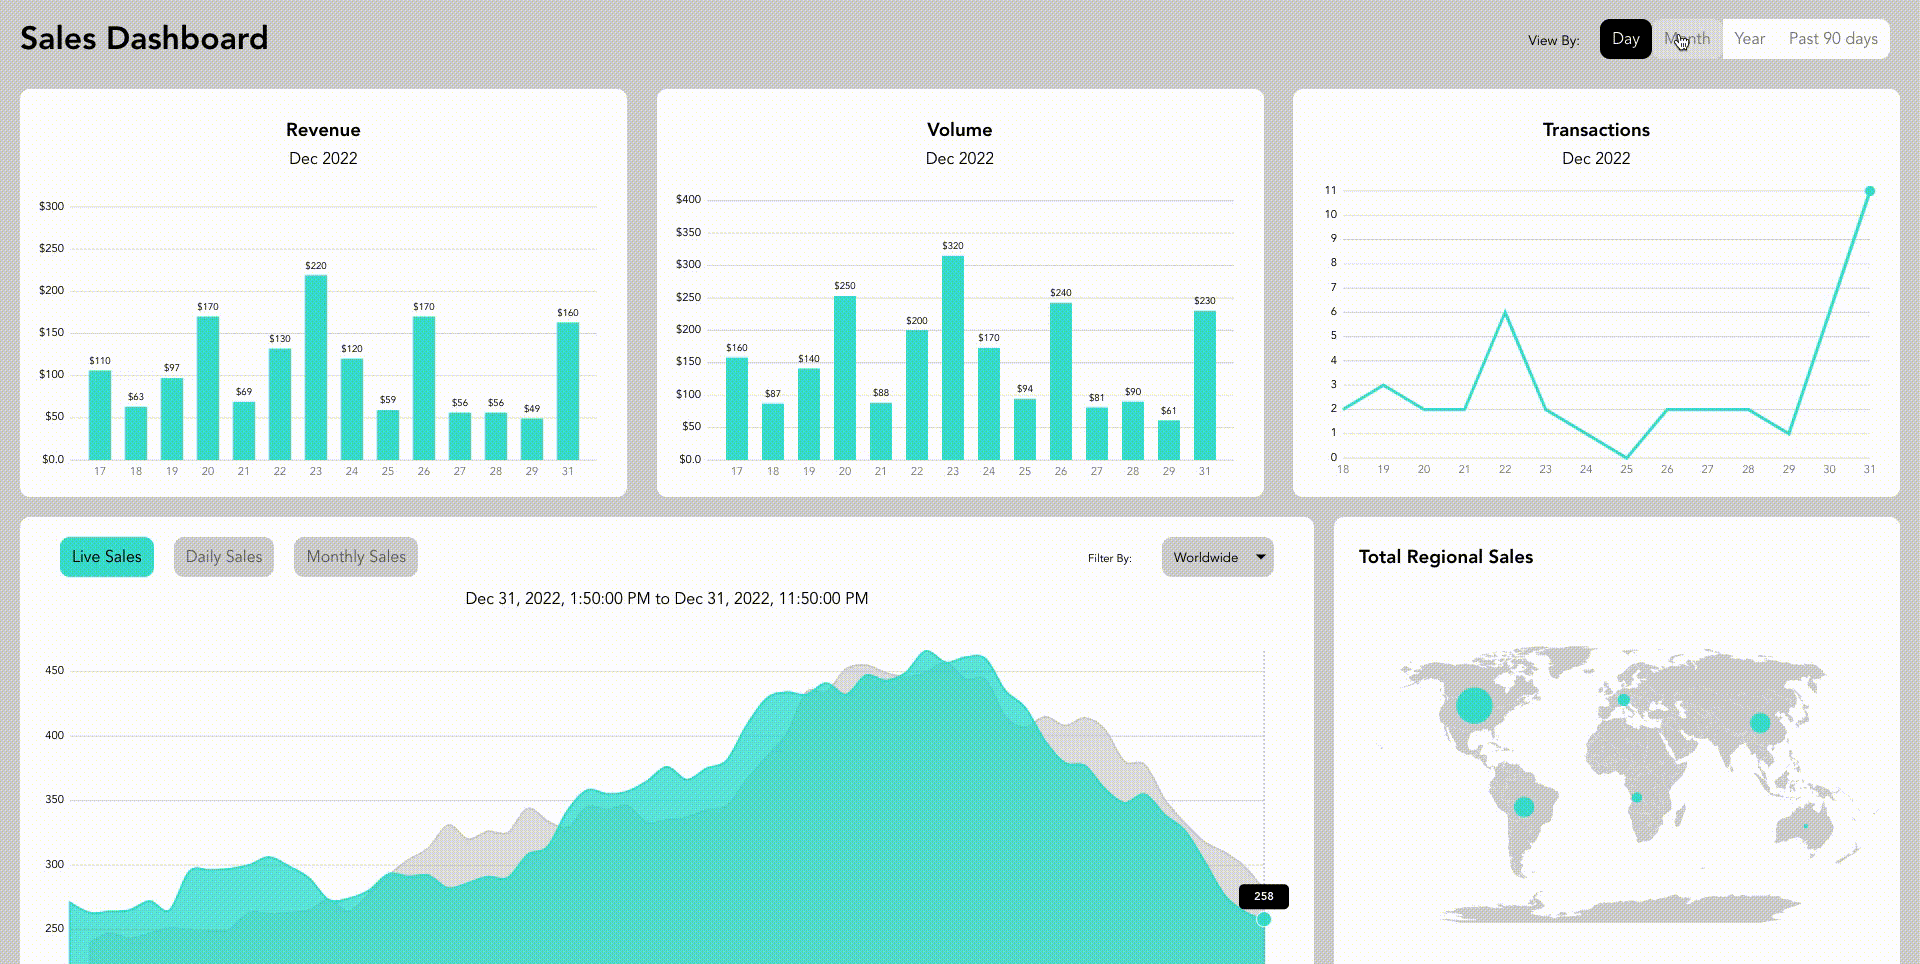 Sales Dashboard
View By: Day Month Year Past 90 days
Revenue
Dec 2022
$300
$250
$200
$150
$100
$50
$0.0
$110 $63 $97 $170 $69 $130 $220 $120 $59 $170 $56 $56 $49 $160
17 18 19 20 21 22 23 24 25 26 27 28 29 31
Volume
Dec 2022
$400
$350
$300
$250
$200
$150
$100
$50
$0.0
$160 $87 $140 $250 $88 $200 $320 $170 $94 $240 $81 $90 $61 $230
17 18 19 20 21 22 23 24 25 26 27 28 29 31
Transactions
Dec 2022
11
10
9
8
7
6
5
4
3
2
1
0
18 19 20 21 22 23 24 25 26 27 28 29 30 31
Live Sales Daily Sales Monthly Sales
Filter By: Worldwide
Dec 31, 2022, 1:50:00 PM to Dec 31, 2022, 11:50:00 PM
450
400
350
300
250
258
Total Regional Sales